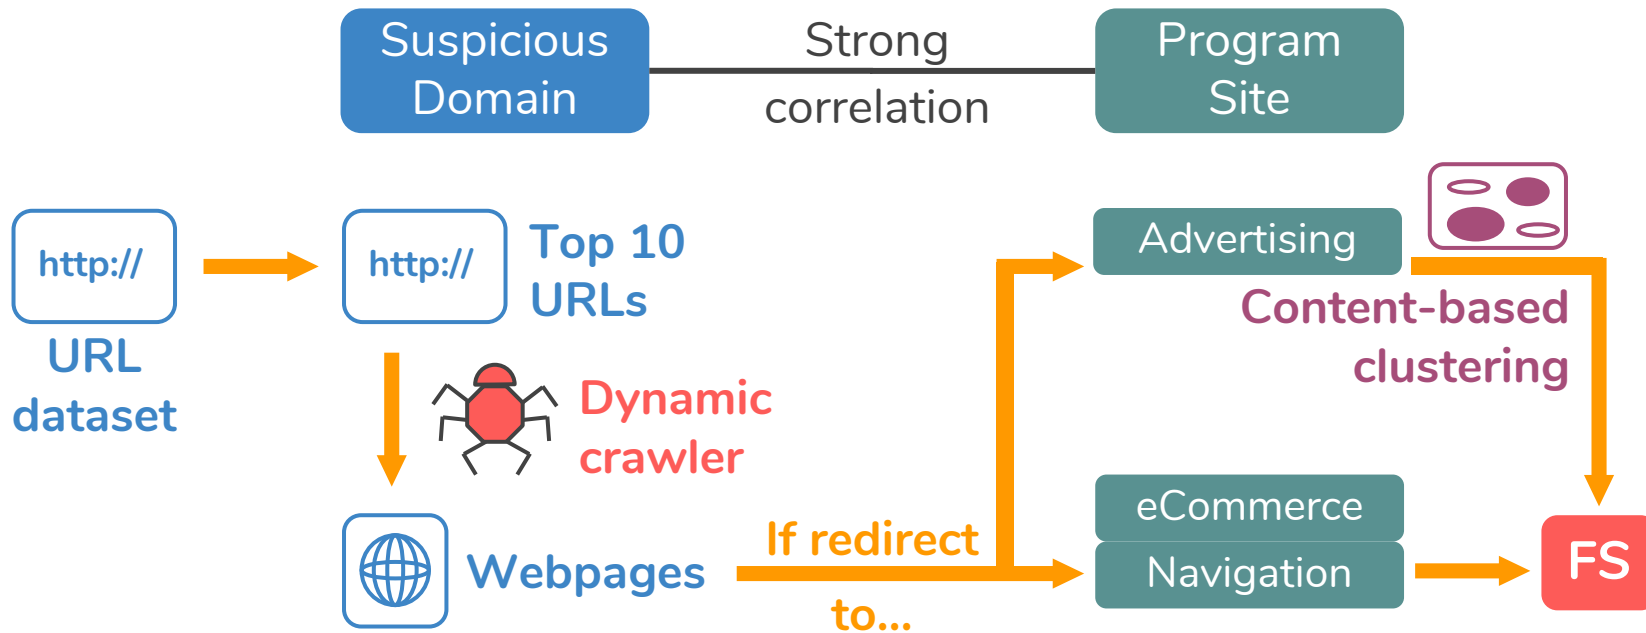 Suspicious
Domain
Strong
correlation
Program
Site
http://
URL
dataset
http://
Top 10
URLs
Dynamic
crawler
Webpages
If redirect
to...
Advertising
Content-based
clustering
eCommerce
Navigation
FS